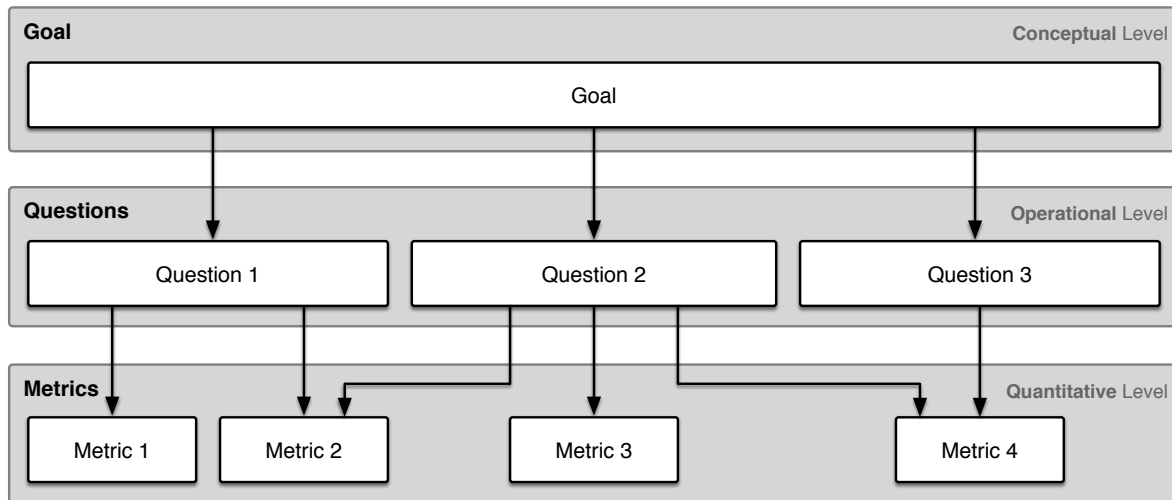 Goal
Conceptual Level
Goal
Questions
Operational Level
Question 1
Question 2
Question 3
Metrics
Quantitative Level
Metric 1
Metric 2
Metric 3
Metric 4